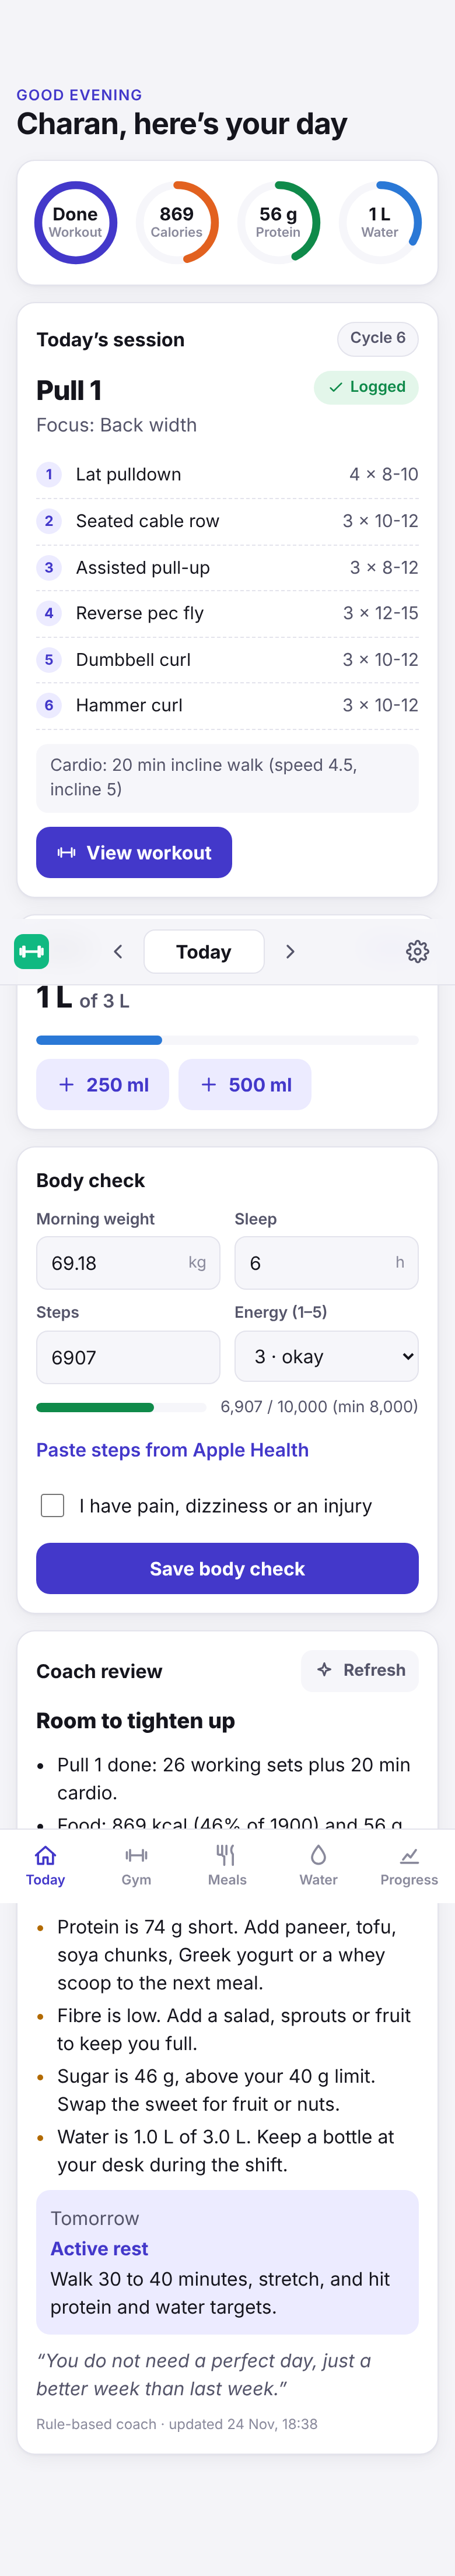 GOOD EVENING
Charan, here’s your day
Done
Workout
869
Calories
56 g
Protein
1 L
Water
Today’s session
Cycle 6
Pull 1
Logged
Focus: Back width
1 Lat pulldown 4 × 8-10
2 Seated cable row 3 × 10-12
3 Assisted pull-up 3 × 8-12
4 Reverse pec fly 3 × 12-15
5 Dumbbell curl 3 × 10-12
6 Hammer curl 3 × 10-12
Cardio: 20 min incline walk (speed 4.5,
incline 5)
View workout
Today
1 L of 3 L
+ 250 ml
+ 500 ml
Body check
Morning weight
Sleep
69.18 kg
6 h
Steps
Energy (1–5)
6907
3 · okay
6,907 / 10,000 (min 8,000)
Paste steps from Apple Health
I have pain, dizziness or an injury
Save body check
Coach review
Refresh
Room to tighten up
• Pull 1 done: 26 working sets plus 20 min
cardio.
• Food: 869 kcal (46% of 1900) and 56 g
Today
Gym
Meals
Water
Progress
• Protein is 74 g short. Add paneer, tofu,
soya chunks, Greek yogurt or a whey
scoop to the next meal.
• Fibre is low. Add a salad, sprouts or fruit
to keep you full.
• Sugar is 46 g, above your 40 g limit.
Swap the sweet for fruit or nuts.
• Water is 1.0 L of 3.0 L. Keep a bottle at
your desk during the shift.
Tomorrow
Active rest
Walk 30 to 40 minutes, stretch, and hit
protein and water targets.
“You do not need a perfect day, just a
better week than last week.”
Rule-based coach · updated 24 Nov, 18:38